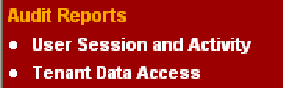 Audit Reports
• User Session and Activity
• Tenant Data Access